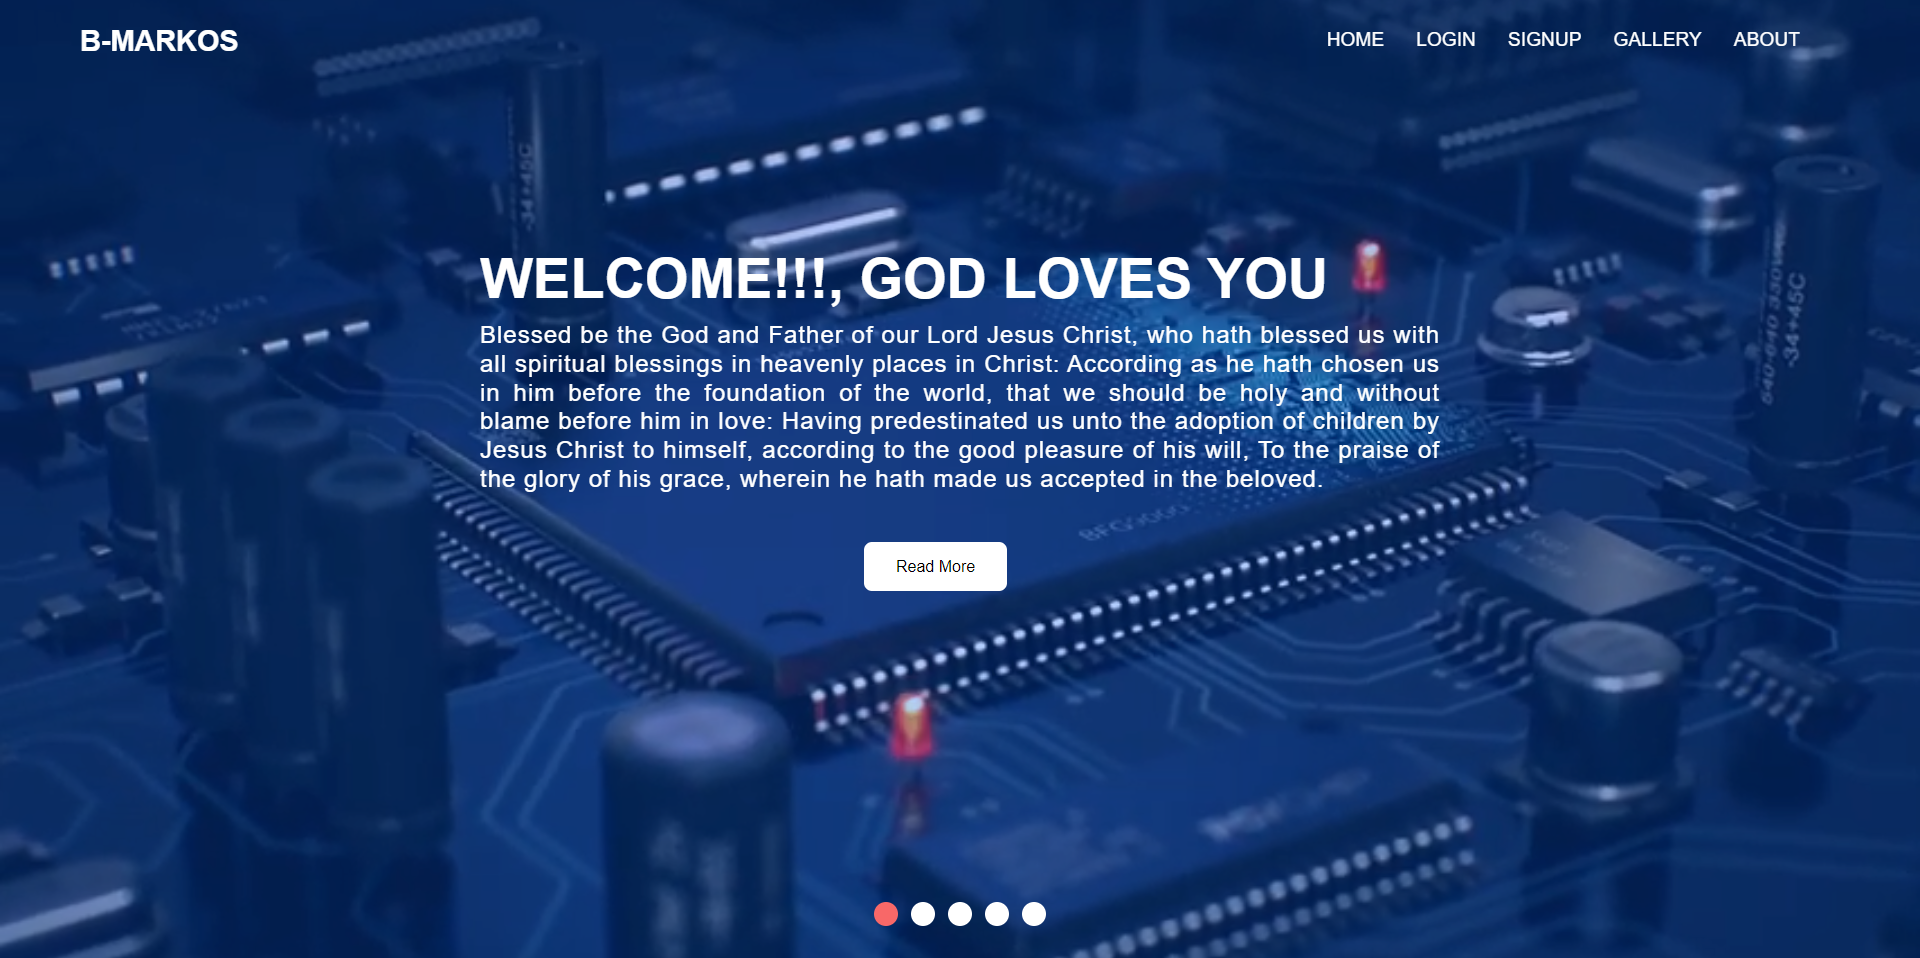 B-MARKOS
HOME LOGIN SIGNUP GALLERY ABOUT
WELCOME!!!, GOD LOVES YOU
Blessed be the God and Father of our Lord Jesus Christ, who hath blessed us with
all spiritual blessings in heavenly places in Christ: According as he hath chosen us
in him before the foundation of the world, that we should be holy and without
blame before him in love: Having predestinated us unto the adoption of children by
Jesus Christ to himself, according to the good pleasure of his will, To the praise of
the glory of his grace, wherein he hath made us accepted in the beloved.
Read More
-34+45C
-34+45C